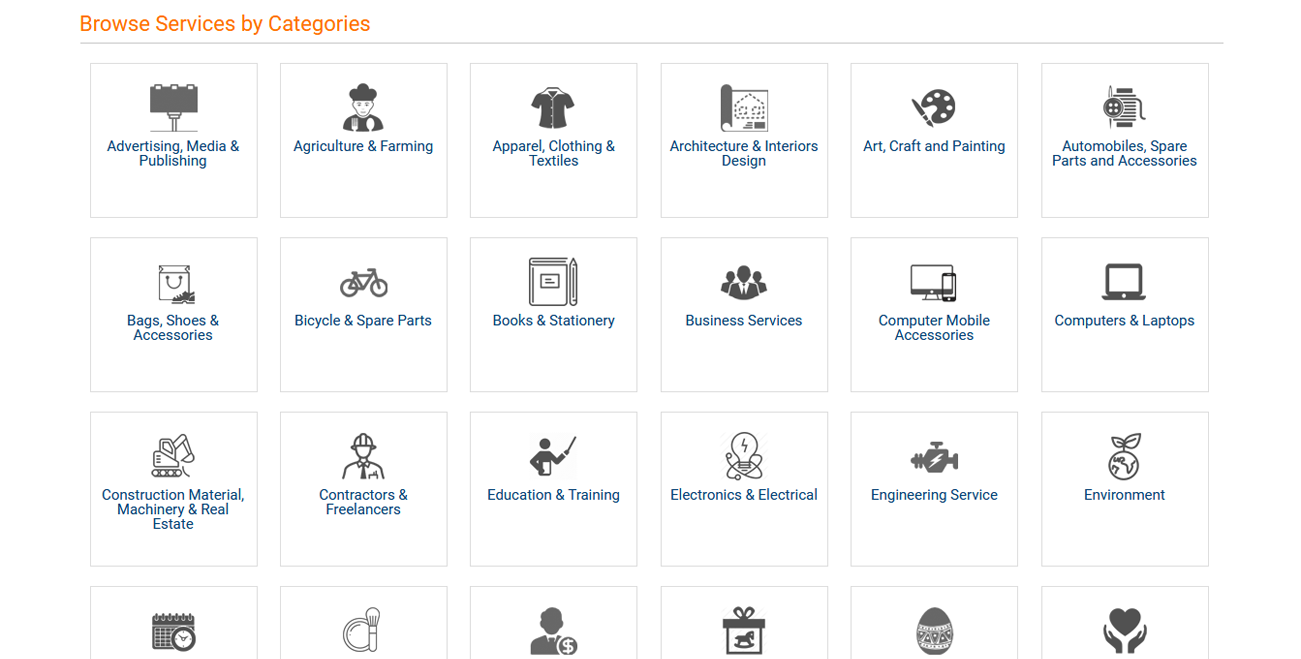 Browse Services by Categories
Advertising, Media &
Publishing
Agriculture & Farming
Apparel, Clothing &
Textiles
Architecture & Interiors
Design
Art, Craft and Painting
Automobiles, Spare
Parts and Accessories
Bags, Shoes &
Accessories
Bicycle & Spare Parts
Books & Stationery
Business Services
Computer Mobile
Accessories
Computers & Laptops
Construction Material,
Machinery & Real
Estate
Contractors &
Freelancers
Education & Training
Electronics & Electrical
Engineering Service
Environment